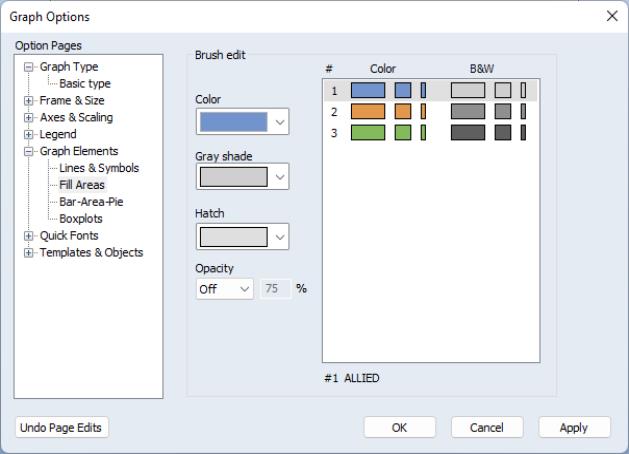 Graph Options
Option Pages
Graph Type
Basic type
Frame & Size
Axes & Scaling
Legend
Graph Elements
Lines & Symbols
Fill Areas
Bar-Area-Pie
Boxplots
Quick Fonts
Templates & Objects
Brush edit
Color
Gray shade
Hatch
Opacity
Off 75 %
# Color B&W
1
2
3
#1 ALLIED
Undo Page Edits OK Cancel Apply